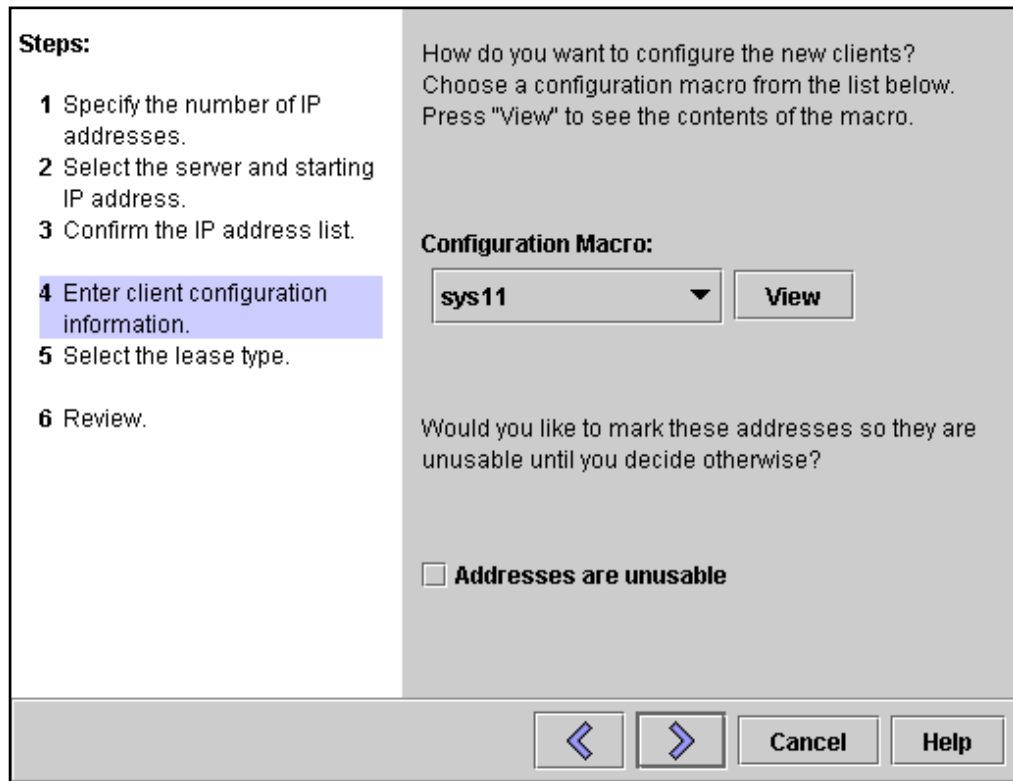 Steps:
1 Specify the number of IP
addresses.
2 Select the server and starting
IP address.
3 Confirm the IP address list.
4 Enter client configuration
information.
5 Select the lease type.
6 Review.
How do you want to configure the new clients?
Choose a configuration macro from the list below.
Press "View" to see the contents of the macro.
Configuration Macro:
sys11
View
Would you like to mark these addresses so they are
unusable until you decide otherwise?
Addresses are unusable
Cancel
Help